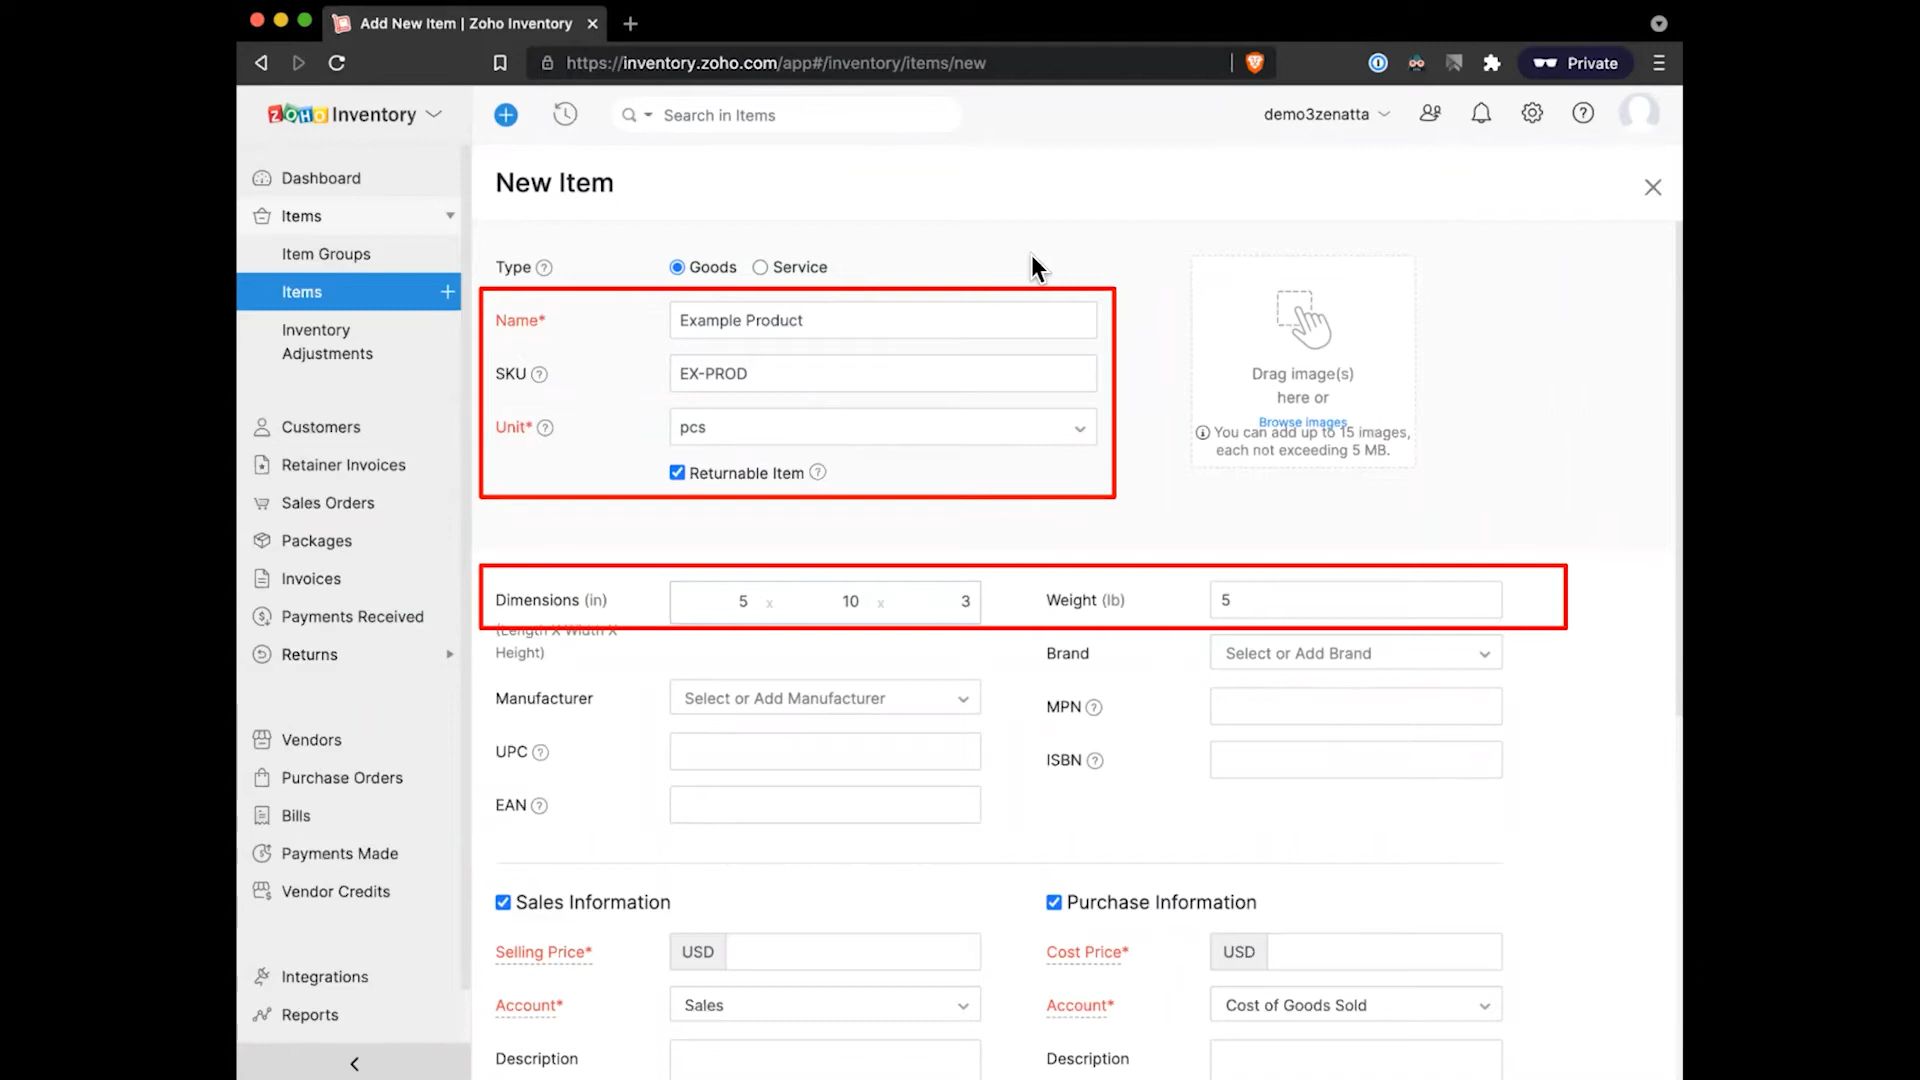 Add New Item | Zoho Inventory
https://inventory.zoho.com/app#/inventory/items/new
Private
ZOHO Inventory
Search in Items
demo3zenatta
Dashboard
Items
Item Groups
Items
Inventory
Adjustments
Customers
Retainer Invoices
Sales Orders
Packages
Invoices
Payments Received
Returns
Vendors
Purchase Orders
Bills
Payments Made
Vendor Credits
Integrations
Reports
New Item
Type
Goods
Service
Name*
Example Product
SKU
EX-PROD
Unit*
pcs
Returnable Item
Drag image(s)
here or
Browse images
You can add up to 15 images,
each not exceeding 5 MB.
Dimensions (in)
5 x 10 x 3
(Length X Width X
Height)
Weight (lb)
5
Brand
Select or Add Brand
Manufacturer
Select or Add Manufacturer
MPN
UPC
ISBN
EAN
Sales Information
Purchase Information
Selling Price*
USD
Cost Price*
USD
Account*
Sales
Account*
Cost of Goods Sold
Description
Description